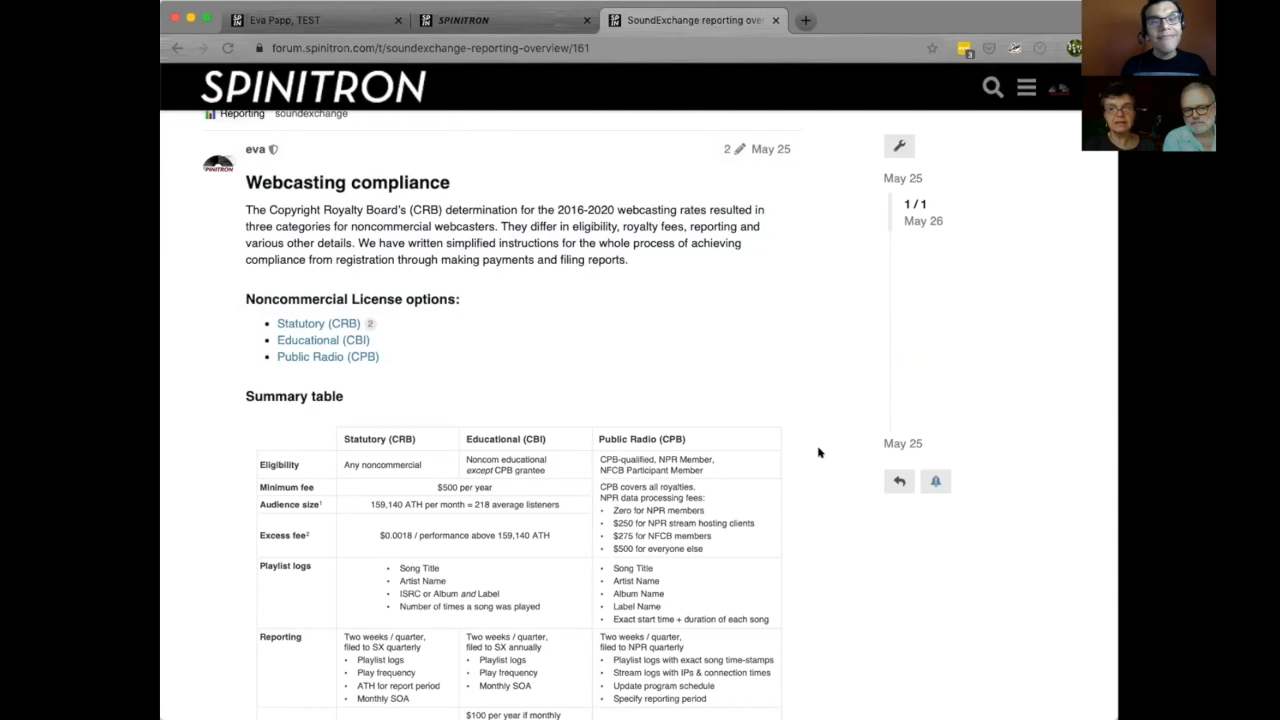 Eva Papp, TEST
SPINITRON
SoundExchange reporting over
forum.spinitron.com/t/soundexchange-reporting-overview/161
3
SPINITRON
Reporting soundexchange
eva
2 May 25
SPINITRON
Webcasting compliance
The Copyright Royalty Board's (CRB) determination for the 2016-2020 webcasting rates resulted in
three categories for noncommercial webcasters. They differ in eligibility, royalty fees, reporting and
various other details. We have written simplified instructions for the whole process of achieving
compliance from registration through making payments and filing reports.
Noncommercial License options:
• Statutory (CRB) 2
• Educational (CBI)
• Public Radio (CPB)
Summary table
Statutory (CRB) Educational (CBI) Public Radio (CPB)
Eligibility
Any noncommercial
Noncom educational
except CPB grantee
CPB-qualified, NPR Member,
NFCB Participant Member
Minimum fee
$500 per year
CPB covers all royalties.
NPR data processing fees:
• Zero for NPR members
• $250 for NPR stream hosting clients
• $275 for NFCB members
• $500 for everyone else
Audience size¹
159,140 ATH per month = 218 average listeners
Excess fee²
$0.0018 / performance above 159,140 ATH
Playlist logs
• Song Title
• Artist Name
• ISRC or Album and Label
• Number of times a song was played
• Song Title
• Artist Name
• Album Name
• Label Name
• Exact start time + duration of each song
Reporting
Two weeks / quarter,
filed to SX quarterly
• Playlist logs
• Play frequency
• ATH for report period
• Monthly SOA
Two weeks / quarter,
filed to SX annually
• Playlist logs
• Play frequency
• Monthly SOA
Two weeks / quarter,
filed to NPR quarterly
• Playlist logs with exact song time-stamps
• Stream logs with IPs & connection times
• Update program schedule
• Specify reporting period
$100 per year if monthly
May 25
1 / 1
May 26
May 25